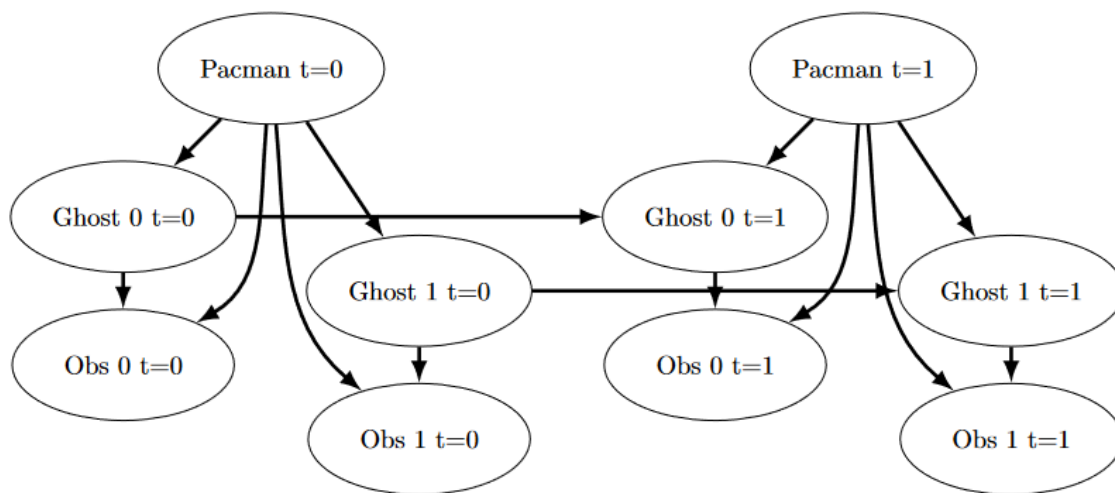 Pacman t=0
Pacman t=1
Ghost 0 t=0
Ghost 0 t=1
Ghost 1 t=0
Ghost 1 t=1
Obs 0 t=0
Obs 0 t=1
Obs 1 t=0
Obs 1 t=1